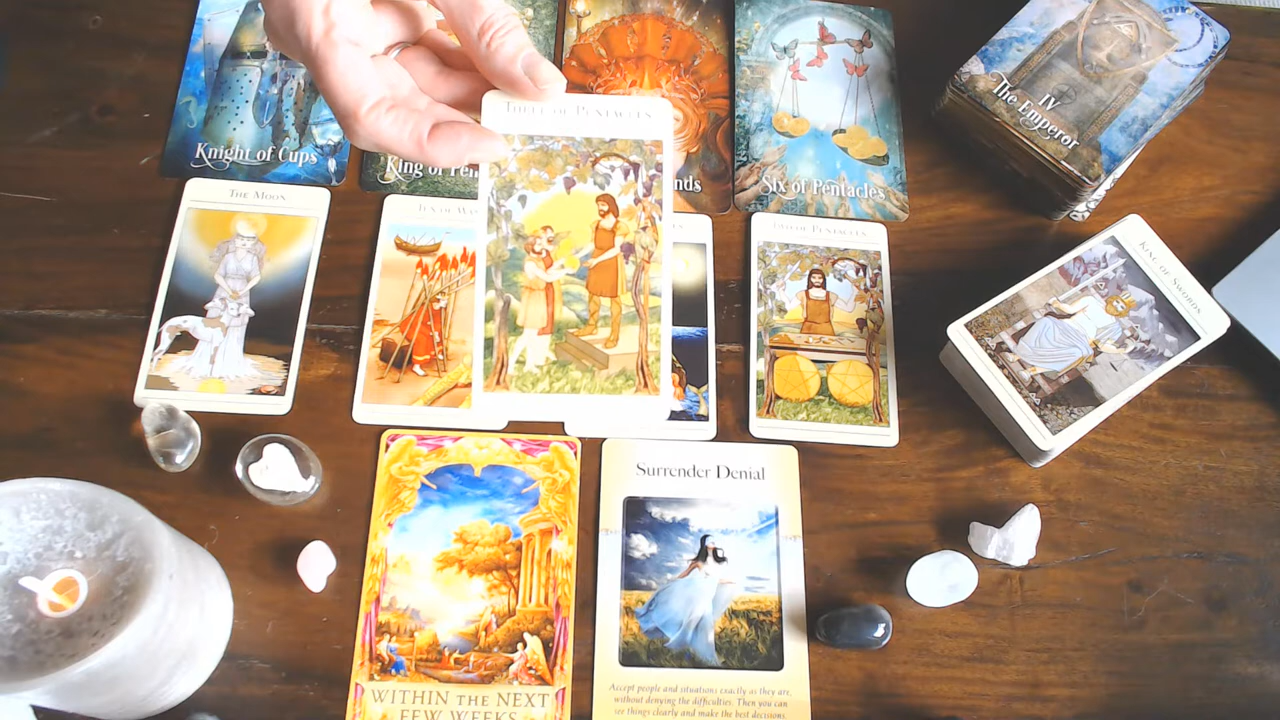 Knight of Cups
King of Pen
nds
Six of Pentacles
IV
The Emperor
The Moon
Ten of Wa
Three of Pentacles
Two of Pentacles
King of Swords
Within the Next
Few Weeks
Surrender Denial
Accept people and situations exactly as they are,
without denying the difficulties. Then you can
see things clearly and make the best decisions.